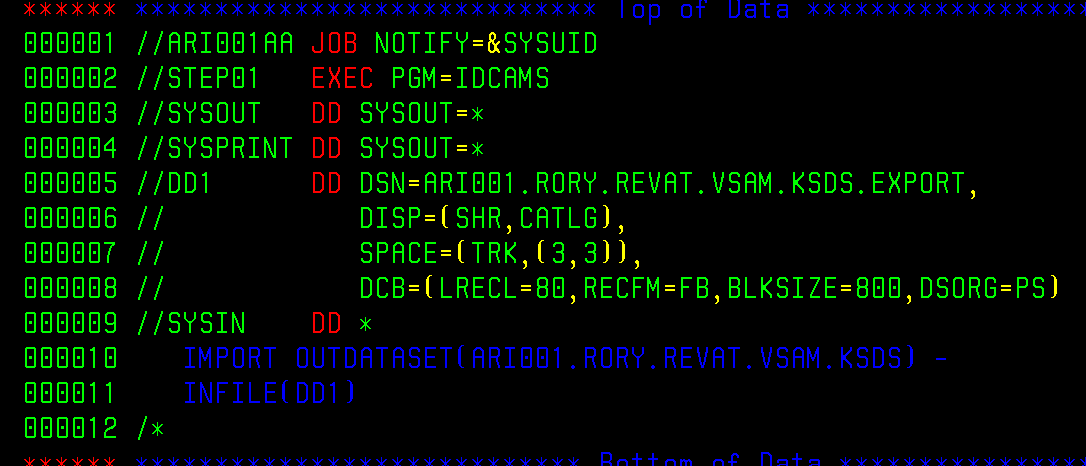 ****** **************************** Top of Data *****************
000001 //ARI001AA JOB NOTIFY=&SYSUID
000002 //STEP01   EXEC PGM=IDCAMS
000003 //SYSOUT   DD SYSOUT=*
000004 //SYSPRINT DD SYSOUT=*
000005 //DD1      DD DSN=ARI001.RORY.REVAT.VSAM.KSDS.EXPORT,
000006 //            DISP=(SHR,CATLG),
000007 //            SPACE=(TRK,(3,3)),
000008 //            DCB=(LRECL=80,RECFM=FB,BLKSIZE=800,DSORG=PS)
000009 //SYSIN    DD *
000010    IMPORT OUTDATASET(ARI001.RORY.REVAT.VSAM.KSDS) -
000011    INFILE(DD1)
000012 /*
****** *************************** Bottom of Data ***************